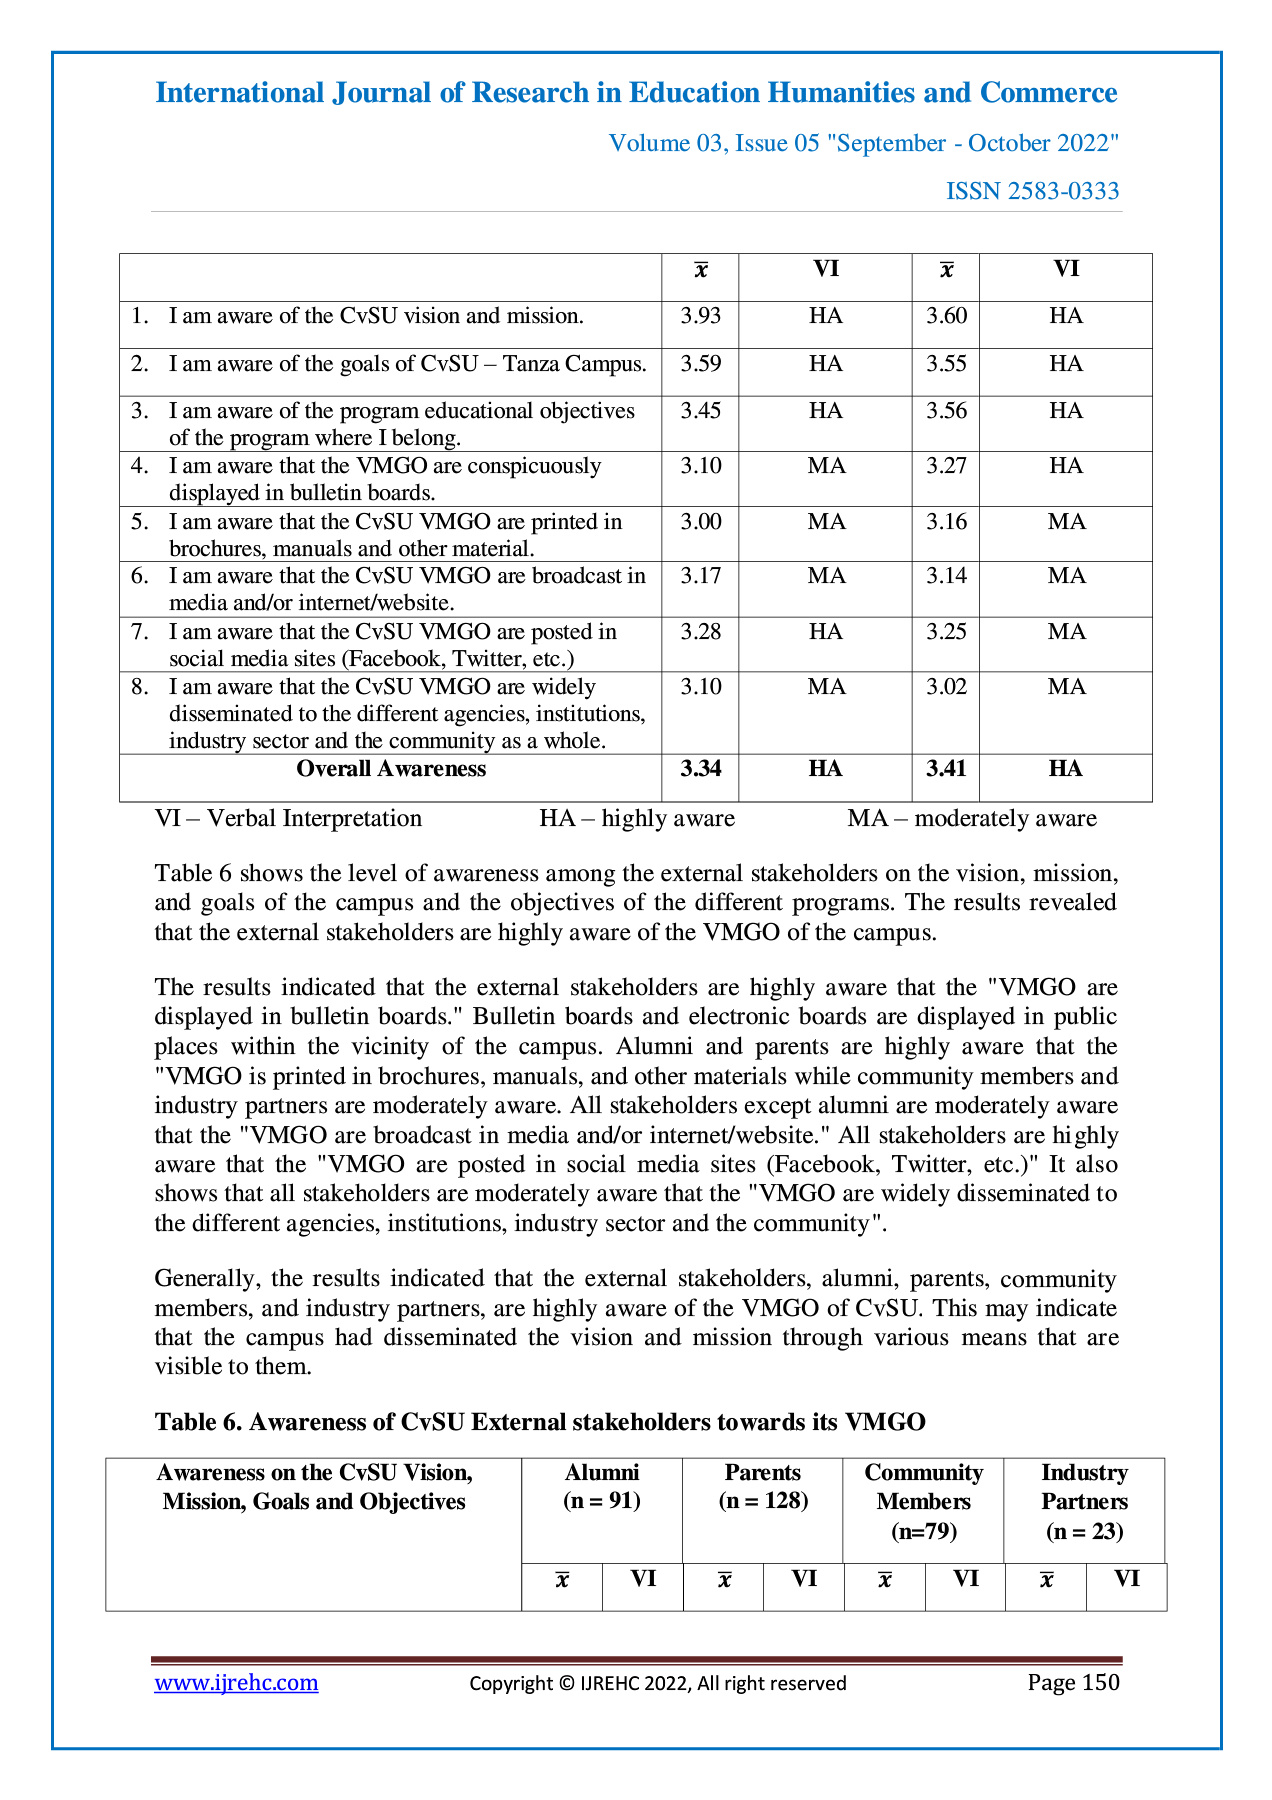 International Journal of Research in Education Humanities and Commerce
Volume 03, Issue 05 "September - October 2022"
ISSN 2583-0333
x̅ VI x̅ VI
1. I am aware of the CvSU vision and mission. 3.93 HA 3.60 HA
2. I am aware of the goals of CvSU – Tanza Campus. 3.59 HA 3.55 HA
3. I am aware of the program educational objectives 3.45 HA 3.56 HA
of the program where I belong.
4. I am aware that the VMGO are conspicuously 3.10 MA 3.27 HA
displayed in bulletin boards.
5. I am aware that the CvSU VMGO are printed in 3.00 MA 3.16 MA
brochures, manuals and other material.
6. I am aware that the CvSU VMGO are broadcast in 3.17 MA 3.14 MA
media and/or internet/website.
7. I am aware that the CvSU VMGO are posted in 3.28 HA 3.25 MA
social media sites (Facebook, Twitter, etc.)
8. I am aware that the CvSU VMGO are widely 3.10 MA 3.02 MA
disseminated to the different agencies, institutions,
industry sector and the community as a whole.
Overall Awareness 3.34 HA 3.41 HA
VI – Verbal Interpretation HA – highly aware MA – moderately aware
Table 6 shows the level of awareness among the external stakeholders on the vision, mission,
and goals of the campus and the objectives of the different programs. The results revealed
that the external stakeholders are highly aware of the VMGO of the campus.
The results indicated that the external stakeholders are highly aware that the "VMGO are
displayed in bulletin boards." Bulletin boards and electronic boards are displayed in public
places within the vicinity of the campus. Alumni and parents are highly aware that the
"VMGO is printed in brochures, manuals, and other materials while community members and
industry partners are moderately aware. All stakeholders except alumni are moderately aware
that the "VMGO are broadcast in media and/or internet/website." All stakeholders are highly
aware that the "VMGO are posted in social media sites (Facebook, Twitter, etc.)" It also
shows that all stakeholders are moderately aware that the "VMGO are widely disseminated to
the different agencies, institutions, industry sector and the community".
Generally, the results indicated that the external stakeholders, alumni, parents, community
members, and industry partners, are highly aware of the VMGO of CvSU. This may indicate
that the campus had disseminated the vision and mission through various means that are
visible to them.
Table 6. Awareness of CvSU External stakeholders towards its VMGO
Awareness on the CvSU Vision, Alumni Parents Community Industry
Mission, Goals and Objectives (n = 91) (n = 128) Members Partners
(n=79) (n = 23)
x̅ VI x̅ VI x̅ VI x̅ VI
www.ijrehc.com Copyright © IJREHC 2022, All right reserved Page 150